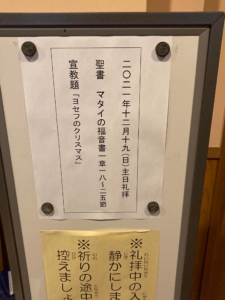 二〇二一年十二月十九(日)主日礼拝
聖書　マタイの福音書一章一八～二五節
宣教題『ヨセフのクリスマス』
※礼拝中の入
静かにしま
※祈りの途中
控えましょ